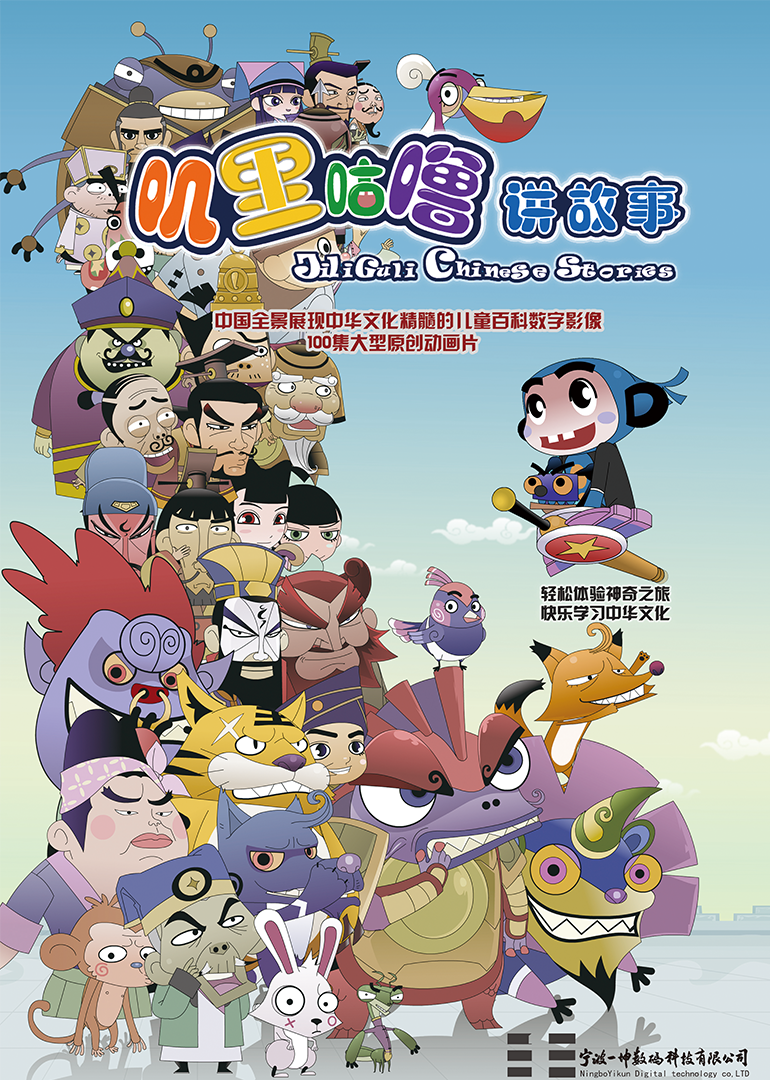 叽里咕噜讲故事
JiliGuli Chinese Stories
中国全景展现中华文化精髓的儿童百科数字影像
100集大型原创动画片
轻松体验神奇之旅
快乐学习中华文化
宁波一坤数码科技有限公司
NingboYikun Digital technology co,LTD